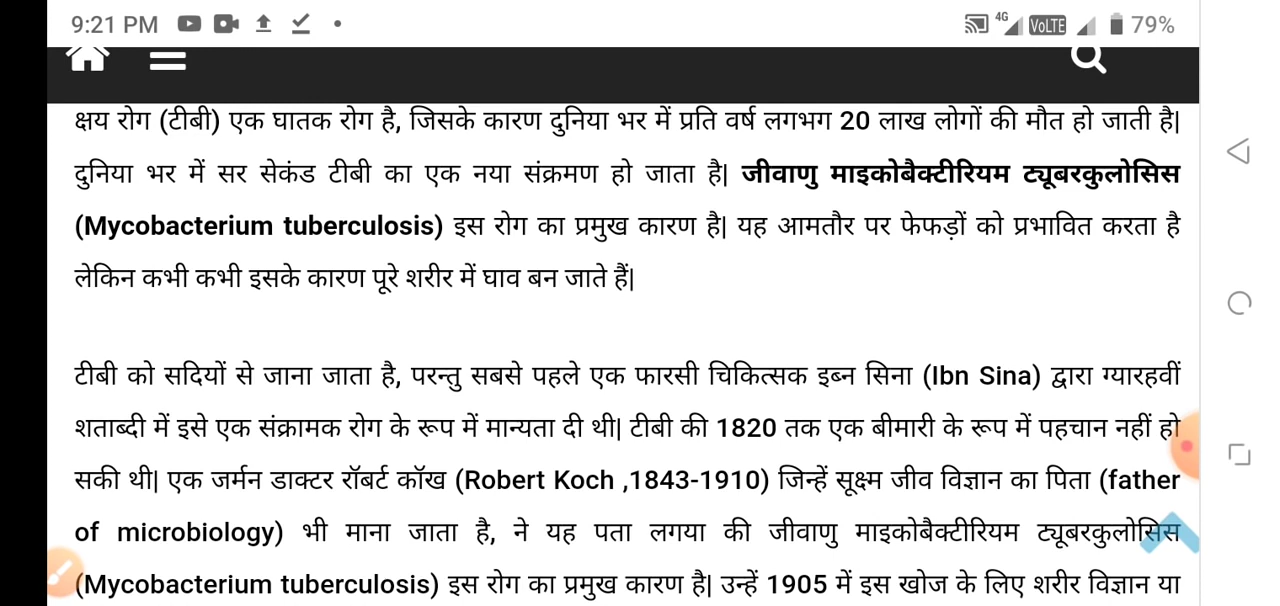 9:21 PM 4G VoLTE 79%
क्षय रोग (टीबी) एक घातक रोग है, जिसके कारण दुनिया भर में प्रति वर्ष लगभग 20 लाख लोगों की मौत हो जाती है|
दुनिया भर में सर सेकंड टीबी का एक नया संक्रमण हो जाता है| जीवाणु माइकोबैक्टीरियम ट्यूबरकुलोसिस
(Mycobacterium tuberculosis) इस रोग का प्रमुख कारण है| यह आमतौर पर फेफड़ों को प्रभावित करता है
लेकिन कभी कभी इसके कारण पूरे शरीर में घाव बन जाते हैं|
टीबी को सदियों से जाना जाता है, परन्तु सबसे पहले एक फारसी चिकित्सक इब्न सिना (Ibn Sina) द्वारा ग्यारहवीं
शताब्दी में इसे एक संक्रामक रोग के रूप में मान्यता दी थी| टीबी की 1820 तक एक बीमारी के रूप में पहचान नहीं हो
सकी थी| एक जर्मन डाक्टर रॉबर्ट कॉख (Robert Koch ,1843-1910) जिन्हें सूक्ष्म जीव विज्ञान का पिता (father
of microbiology) भी माना जाता है, ने यह पता लगया की जीवाणु माइकोबैक्टीरियम ट्यूबरकुलोसिस
(Mycobacterium tuberculosis) इस रोग का प्रमुख कारण है| उन्हें 1905 में इस खोज के लिए शरीर विज्ञान या